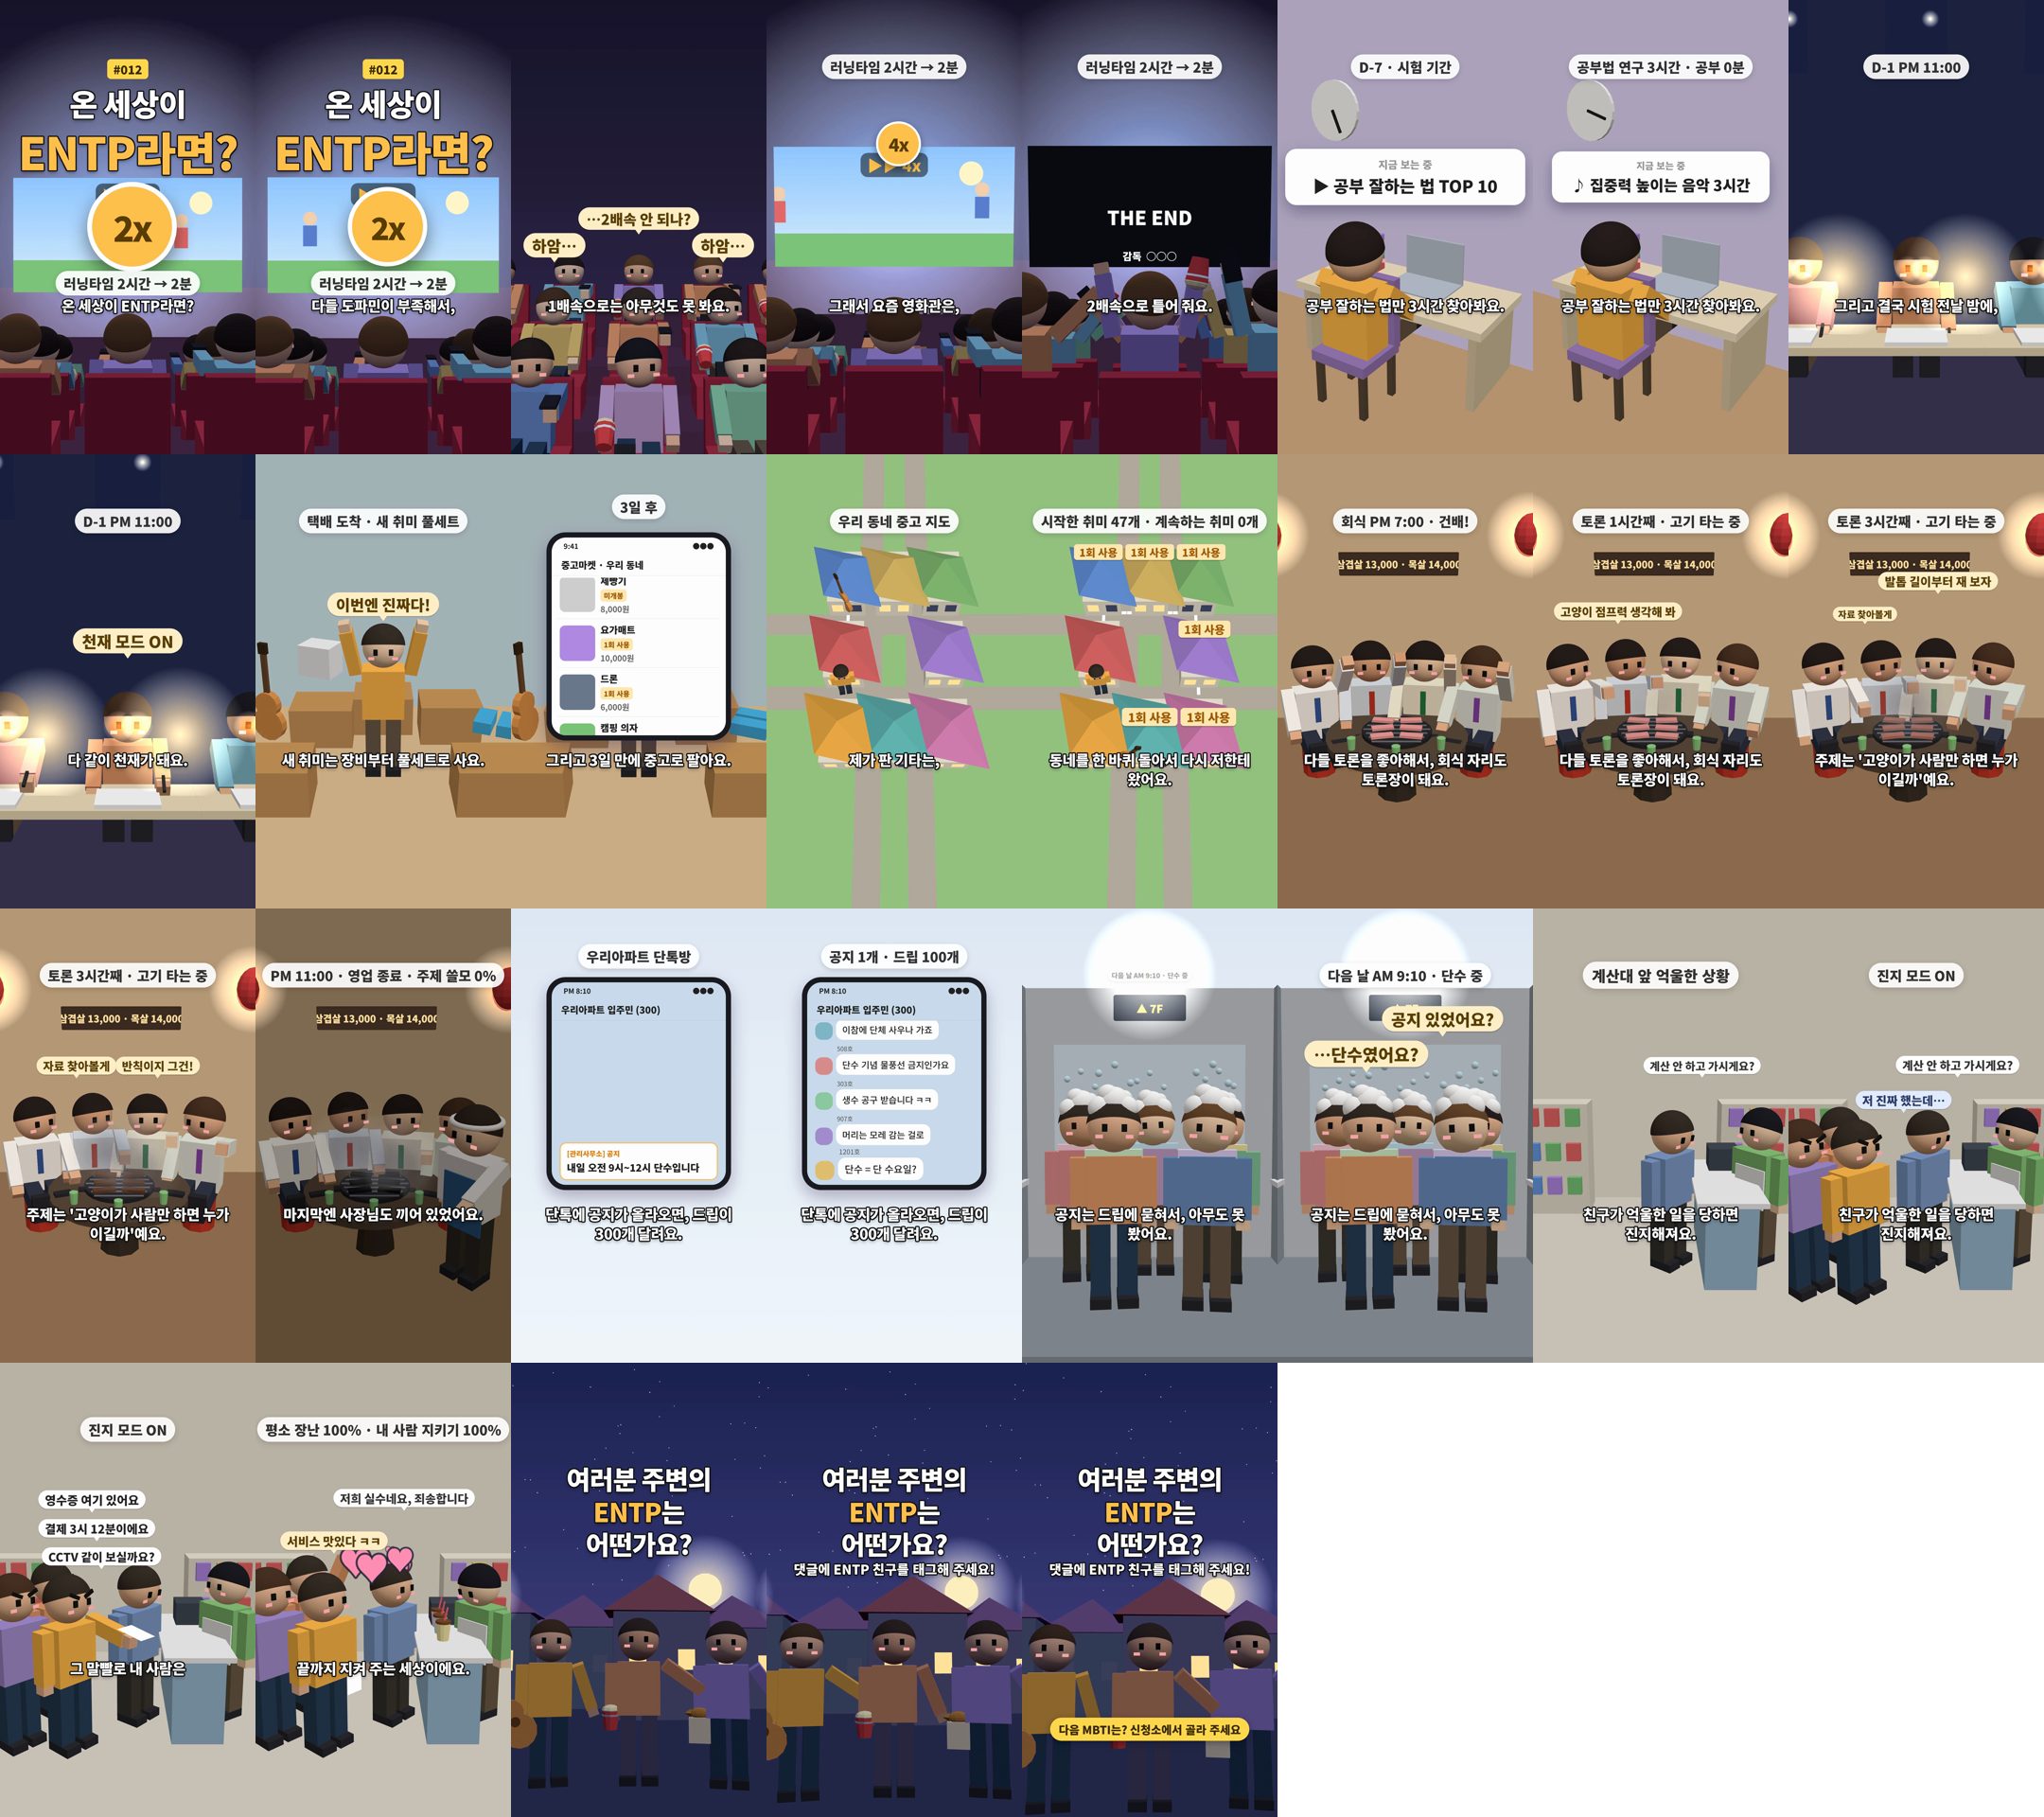 #012
온 세상이
ENTP라면?
2x
러닝타임 2시간 → 2분
온 세상이 ENTP라면?
#012
온 세상이
ENTP라면?
2x
러닝타임 2시간 → 2분
다들 도파민이 부족해서,
…2배속 안 되나?
하암…
하암…
1배속으로는 아무것도 못 봐요.
러닝타임 2시간 → 2분
4x
그래서 요즘 영화관은,
러닝타임 2시간 → 2분
THE END
감독 ○○○
2배속으로 틀어 줘요.
D-7 · 시험 기간
지금 보는 중
▶ 공부 잘하는 법 TOP 10
공부 잘하는 법만 3시간 찾아봐요.
공부법 연구 3시간 · 공부 0분
지금 보는 중
♪ 집중력 높이는 음악 3시간
공부 잘하는 법만 3시간 찾아봐요.
D-1 PM 11:00
그리고 결국 시험 전날 밤에,
D-1 PM 11:00
천재 모드 ON
다 같이 천재가 돼요.
택배 도착 · 새 취미 풀세트
이번엔 진짜다!
새 취미는 장비부터 풀세트로 사요.
3일 후
9:41
중고마켓 · 우리 동네
제빵기
미개봉
8,000원
요가매트
1회 사용
10,000원
드론
1회 사용
6,000원
캠핑 의자
그리고 3일 만에 중고로 팔아요.
우리 동네 중고 지도
제가 판 기타는,
시작한 취미 47개 · 계속하는 취미 0개
1회 사용
1회 사용
1회 사용
1회 사용
1회 사용
1회 사용
동네를 한 바퀴 돌아서 다시 저한테
왔어요.
회식 PM 7:00 · 건배!
삼겹살 13,000 · 목살 14,000
다들 토론을 좋아해서, 회식 자리도
토론장이 돼요.
토론 1시간째 · 고기 타는 중
삼겹살 13,000 · 목살 14,000
고양이 점프력 생각해 봐
다들 토론을 좋아해서, 회식 자리도
토론장이 돼요.
토론 3시간째 · 고기 타는 중
삼겹살 13,000 · 목살 14,000
발톱 길이부터 재 보자
자료 찾아볼게
주제는 '고양이가 사람만 하면 누가
이길까'예요.
토론 3시간째 · 고기 타는 중
삼겹살 13,000 · 목살 14,000
자료 찾아볼게
반칙이지 그건!
주제는 '고양이가 사람만 하면 누가
이길까'예요.
PM 11:00 · 영업 종료 · 주제 쓸모 0%
삼겹살 13,000 · 목살 14,000
마지막엔 사장님도 끼어 있었어요.
우리아파트 단톡방
PM 8:10
우리아파트 입주민 (300)
[관리사무소] 공지
내일 오전 9시~12시 단수입니다
단톡에 공지가 올라오면, 드립이
300개 달려요.
공지 1개 · 드립 100개
PM 8:10
우리아파트 입주민 (300)
이참에 단체 사우나 가죠
508호
단수 기념 물풍선 금지인가요
303호
생수 공구 받습니다 ㅋㅋ
907호
머리는 모레 감는 걸로
1201호
단수 = 단 수요일?
단톡에 공지가 올라오면, 드립이
300개 달려요.
다음 날 AM 9:10 · 단수 중
▲ 7F
공지는 드립에 묻혀서, 아무도 못
봤어요.
다음 날 AM 9:10 · 단수 중
공지 있었어요?
…단수였어요?
공지는 드립에 묻혀서, 아무도 못
봤어요.
계산대 앞 억울한 상황
계산 안 하고 가시게요?
친구가 억울한 일을 당하면
진지해져요.
진지 모드 ON
계산 안 하고 가시게요?
저 진짜 했는데…
친구가 억울한 일을 당하면
진지해져요.
진지 모드 ON
영수증 여기 있어요
결제 3시 12분이에요
CCTV 같이 보실까요?
그 말빨로 내 사람은
평소 장난 100% · 내 사람 지키기 100%
저희 실수네요, 죄송합니다
서비스 맛있다 ㅋㅋ
끝까지 지켜 주는 세상이에요.
여러분 주변의
ENTP는
어떤가요?
여러분 주변의
ENTP는
어떤가요?
댓글에 ENTP 친구를 태그해 주세요!
여러분 주변의
ENTP는
어떤가요?
댓글에 ENTP 친구를 태그해 주세요!
다음 MBTI는? 신청소에서 골라 주세요